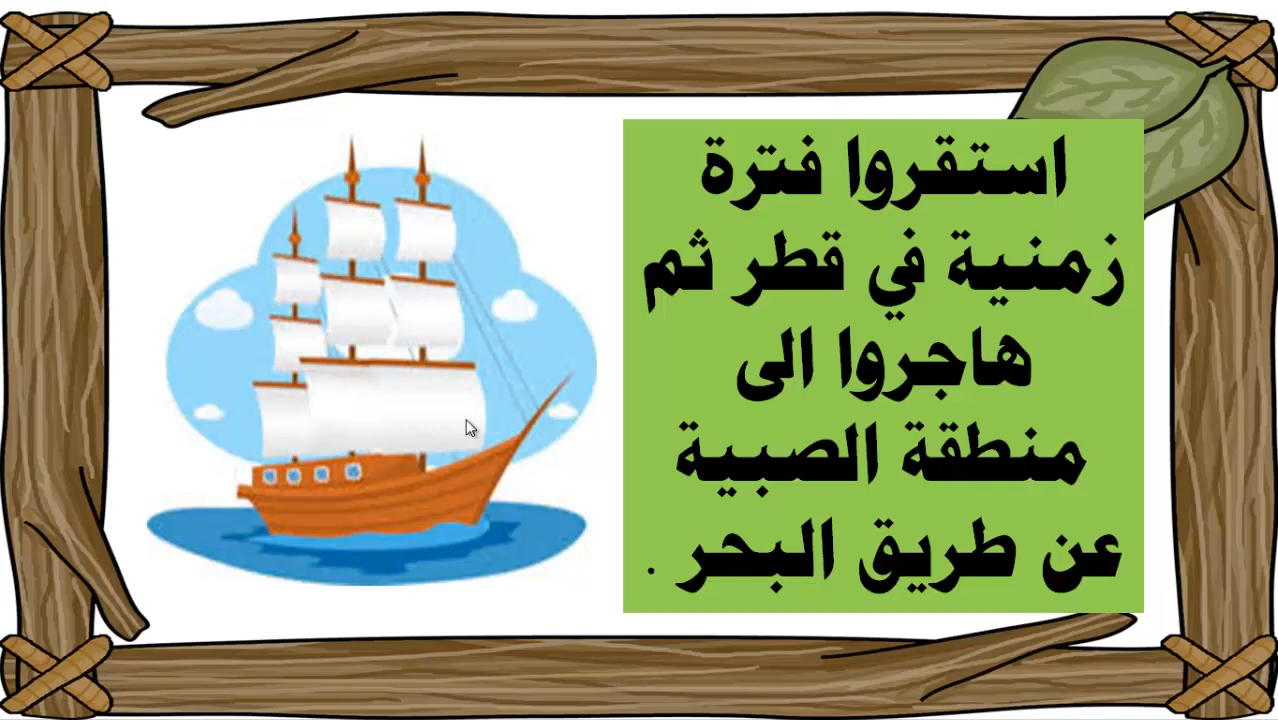 استقروا فترة
زمنية في قطر ثم
هاجروا الى
منطقة الصبية
عن طريق البحر .